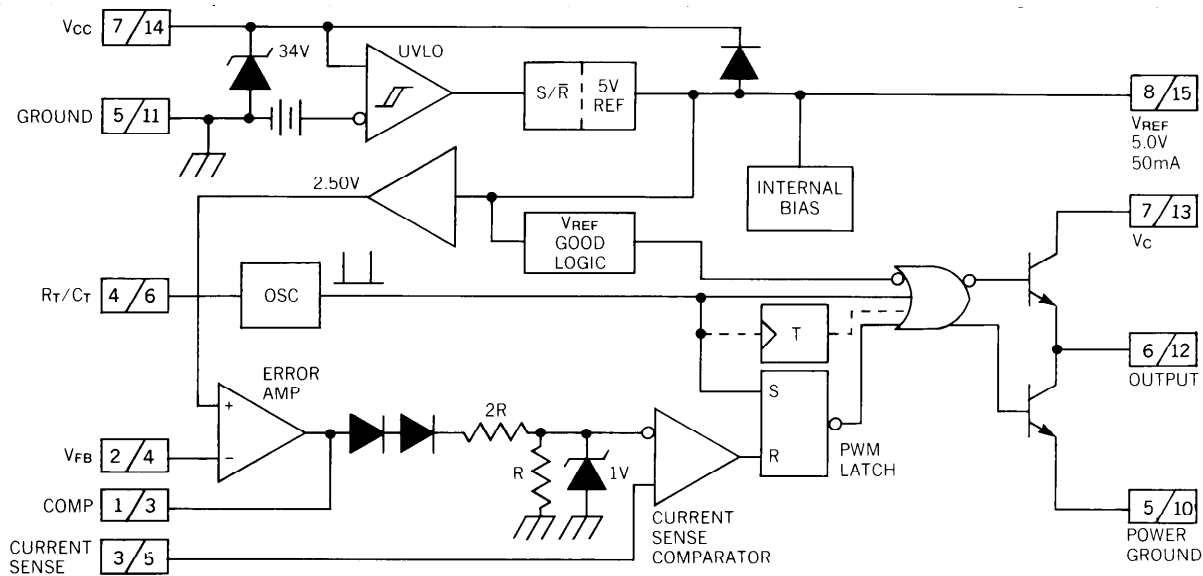 VCC 7/14
34V
UVLO
S/R̅ 5V
REF
8/15
VREF
5.0V
50mA
GROUND 5/11
2.50V
INTERNAL
BIAS
VREF
GOOD
LOGIC
7/13
VC
RT/CT 4/6
OSC
T
6/12
OUTPUT
ERROR
AMP
+
−
2R
S
R
PWM
LATCH
VFB 2/4
R
1V
COMP 1/3
CURRENT
SENSE
COMPARATOR
5/10
POWER
GROUND
CURRENT
SENSE 3/5